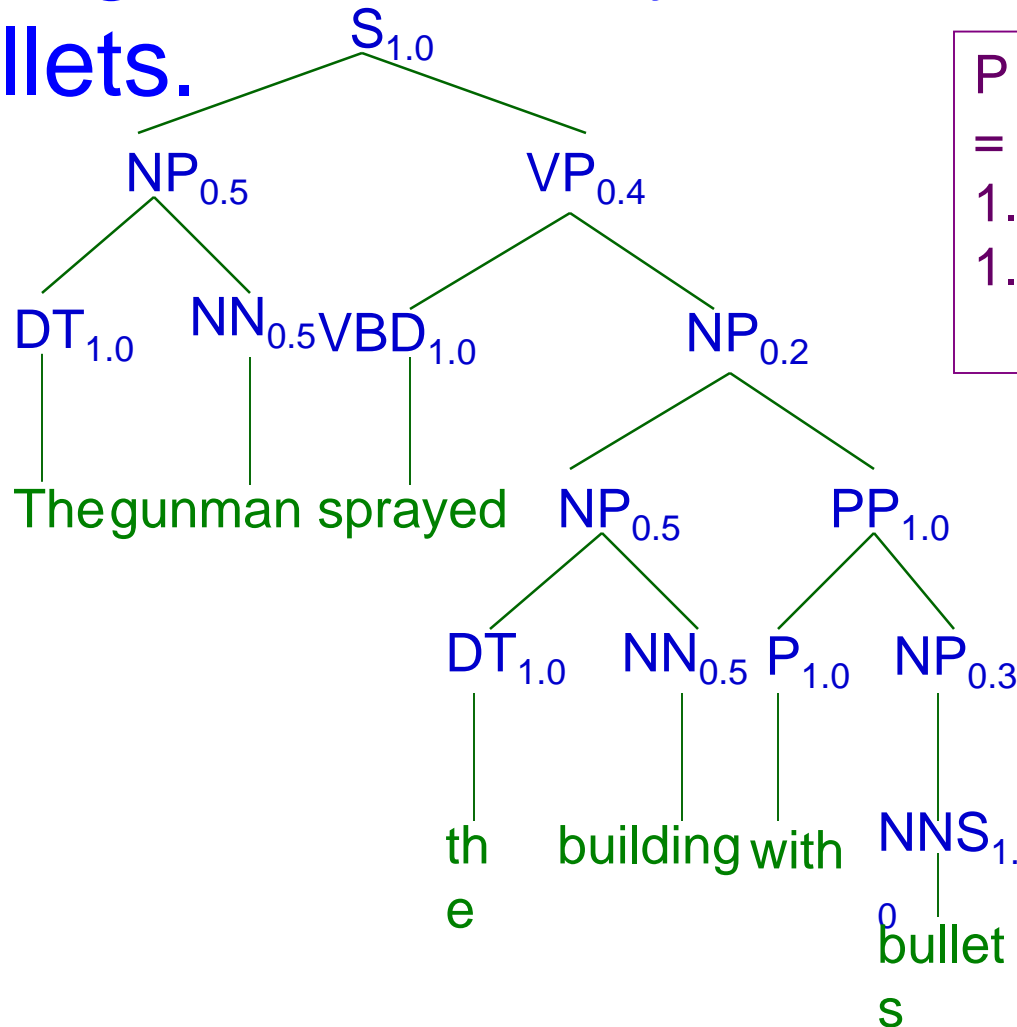 llets.
S1.0
P
=
1.
1.
NP0.5 VP0.4
DT1.0 NN0.5 VBD1.0 NP0.2
The gunman sprayed NP0.5 PP1.0
DT1.0 NN0.5 P1.0 NP0.3
the building with NNS1.0
bullets